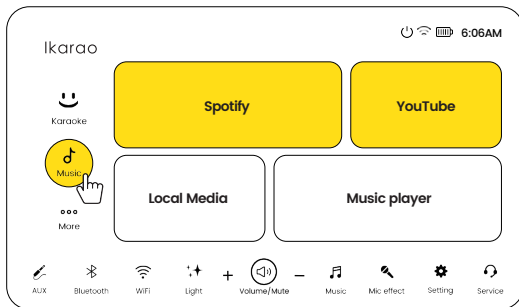 6:06AM
Ikarao
Karaoke
Music
More
Spotify
YouTube
Local Media
Music player
AUX
Bluetooth
WiFi
Light
+
Volume/Mute
–
Music
Mic effect
Setting
Service